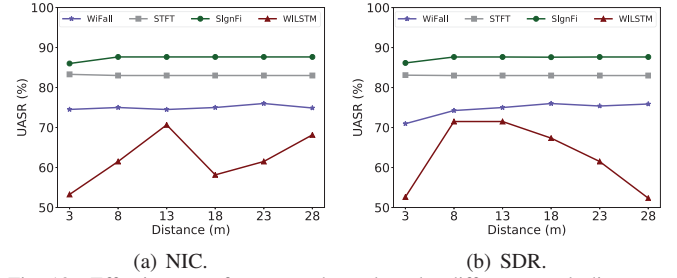 WiFall STFT SIgnFi WILSTM
100
90
80
70
60
50
UASR (%)
3 8 13 18 23 28
Distance (m)
(a) NIC.
WiFall STFT SIgnFi WILSTM
100
90
80
70
60
50
UASR (%)
3 8 13 18 23 28
Distance (m)
(b) SDR.